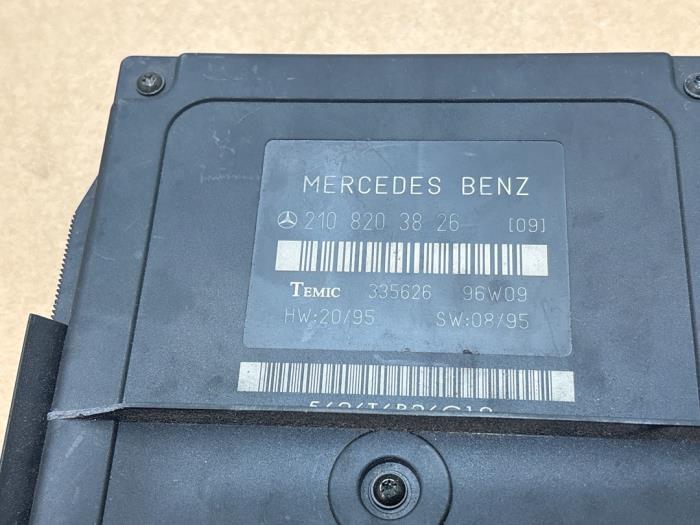 MERCEDES BENZ
210 820 38 26 [09]
TEMIC 335626 96W09
HW:20/95 SW:08/95